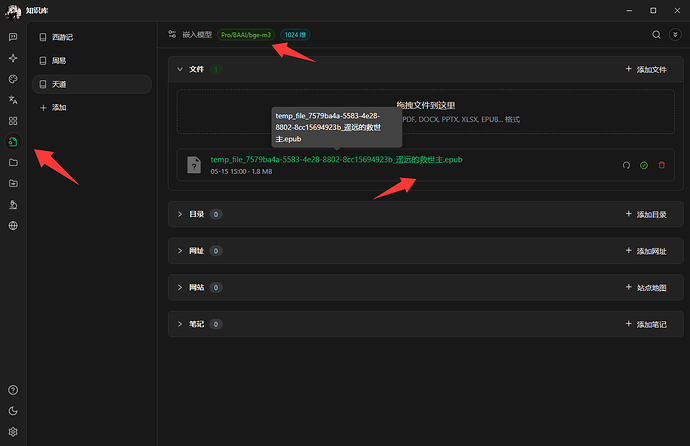 知识库
西游记
周易
天道
添加
嵌入模型 Pro/BAAI/bge-m3 1024 维
文件 1
添加文件
拖拽文件到这里
PDF, DOCX, PPTX, XLSX, EPUB... 格式
temp_file_7579ba4a-5583-4e28-
8802-8cc15694923b_遥远的救世
主.epub
temp_file_7579ba4a-5583-4e28-8802-8cc15694923b_遥远的救世主.epub
05-15 15:00 · 1.8 MB
目录 0
添加目录
网址 0
添加网址
网站 0
站点地图
笔记 0
添加笔记